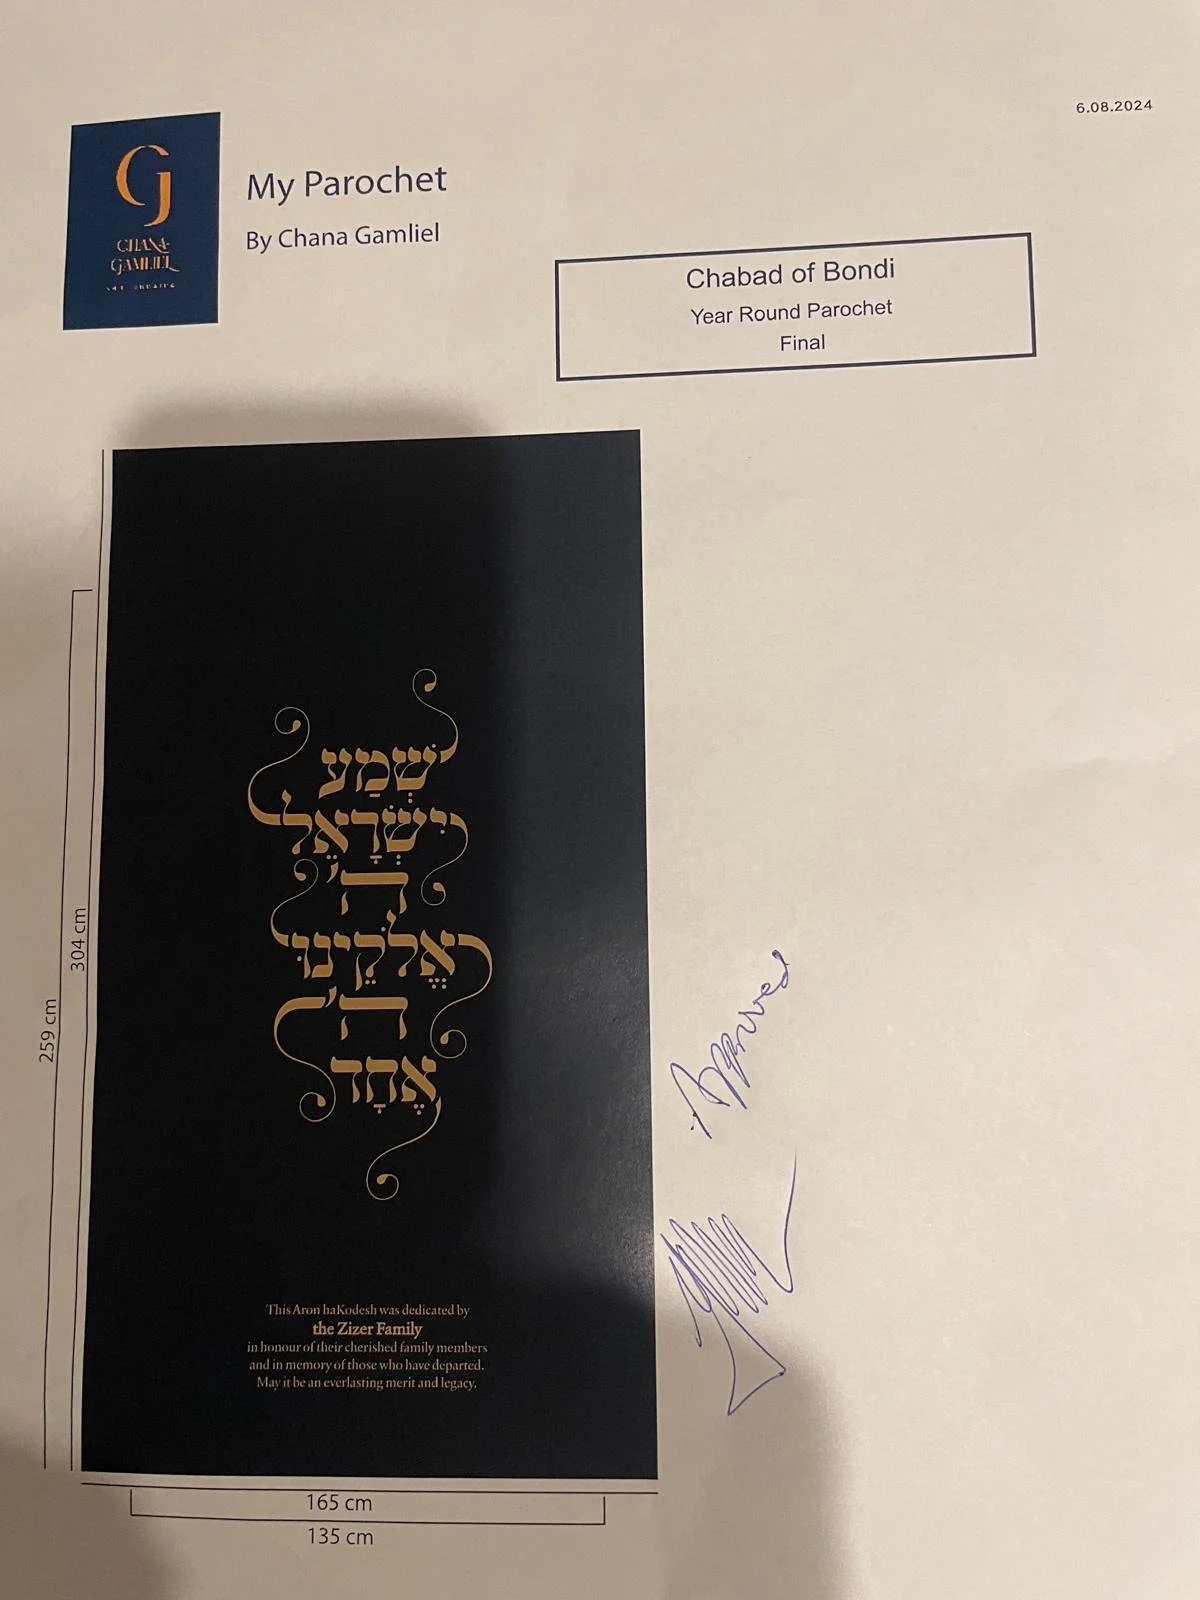 6.08.2024
CHANA
GAMLIEL
My Parochet
By Chana Gamliel
Chabad of Bondi
Year Round Parochet
Final
שְׁמַע
יִשְׂרָאֵל
ה'
אֱלֹקֵינוּ
ה'
אֶחָד
This Aron haKodesh was dedicated by
the Zizer Family
in honour of their cherished family members
and in memory of those who have departed.
May it be an everlasting merit and legacy.
304 cm
259 cm
165 cm
135 cm
Approved